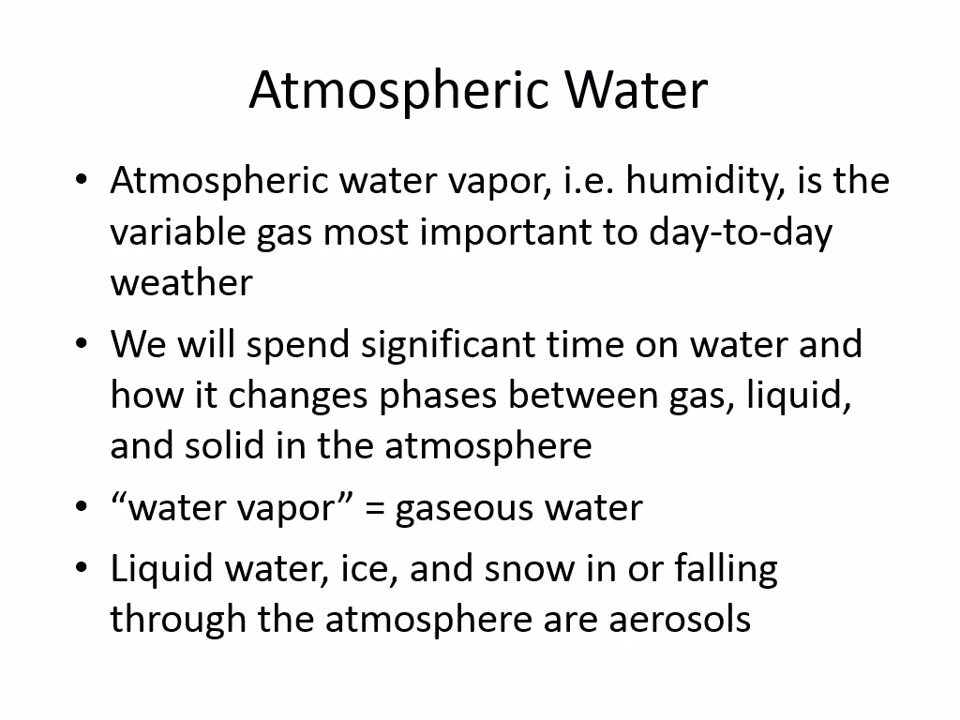 Atmospheric Water
• Atmospheric water vapor, i.e. humidity, is the
variable gas most important to day-to-day
weather
• We will spend significant time on water and
how it changes phases between gas, liquid,
and solid in the atmosphere
• “water vapor” = gaseous water
• Liquid water, ice, and snow in or falling
through the atmosphere are aerosols